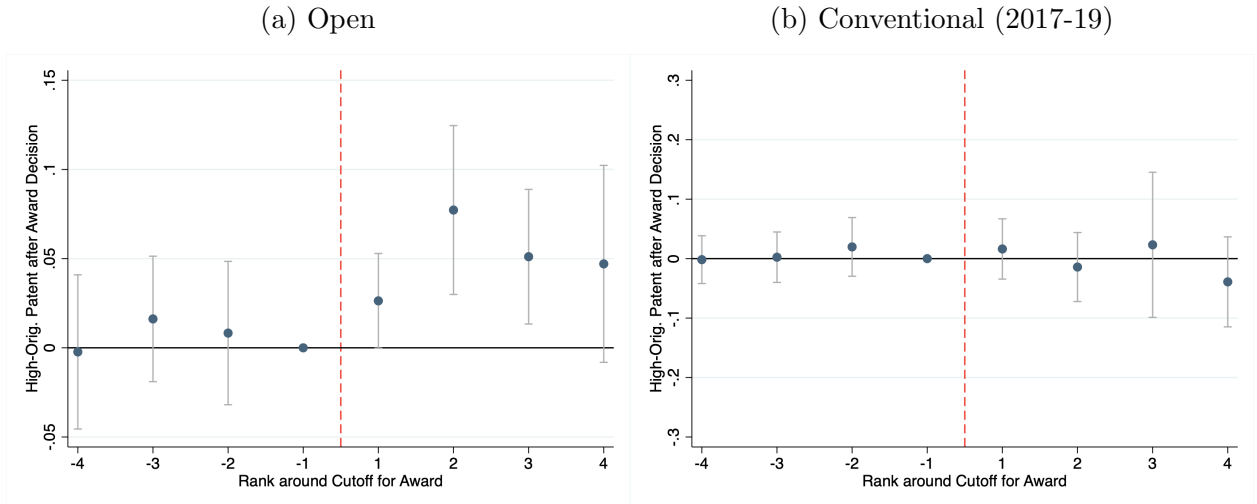 (a) Open
High-Orig. Patent after Award Decision
.15
.1
.05
0
-.05
-4 -3 -2 -1 1 2 3 4
Rank around Cutoff for Award
(b) Conventional (2017-19)
High-Orig. Patent after Award Decision
.3
.2
.1
0
-.1
-.2
-.3
-4 -3 -2 -1 1 2 3 4
Rank around Cutoff for Award